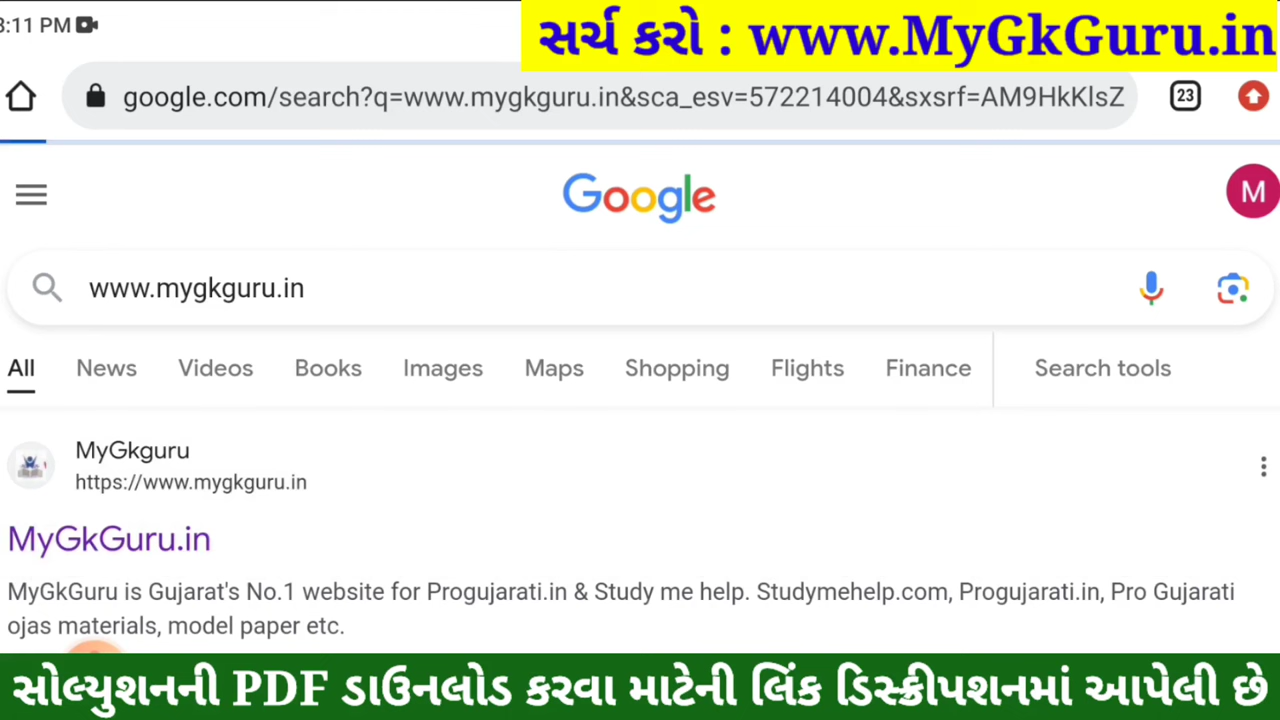 3:11 PM
સર્ચ કરો : www.MyGkGuru.in
google.com/search?q=www.mygkguru.in&sca_esv=572214004&sxsrf=AM9HkKlsZ
23
Google
M
www.mygkguru.in
All News Videos Books Images Maps Shopping Flights Finance Search tools
MyGkguru
https://www.mygkguru.in
MyGkGuru.in
MyGkGuru is Gujarat's No.1 website for Progujarati.in & Study me help. Studymehelp.com, Progujarati.in, Pro Gujarati
ojas materials, model paper etc.
સોલ્યુશનની PDF ડાઉનલોડ કરવા માટેની લિંક ડિસ્ક્રીપશનમાં આપેલી છે